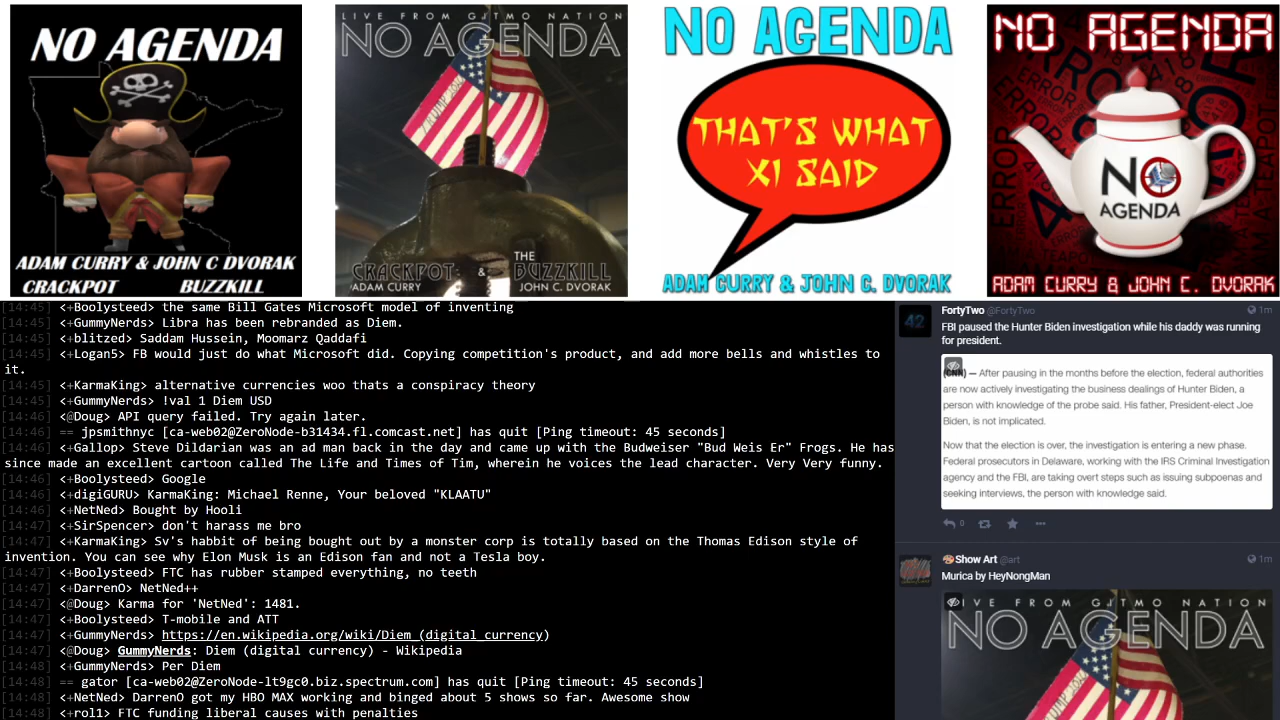 NO AGENDA
ADAM CURRY & JOHN C DVORAK
CRACKPOT BUZZKILL
LIVE FROM GITMO NATION
NO AGENDA
CRACKPOT & THE BUZZKILL
ADAM CURRY JOHN C. DVORAK
NO AGENDA
THAT'S WHAT
XI SAID
ADAM CURRY & JOHN C. DVORAK
NO AGENDA
NO
AGENDA
ERROR
418
TEAPOT
ADAM CURRY & JOHN C. DVORAK
[14:45] <+Boolysteed> the same Bill Gates Microsoft model of inventing
[14:45] <+GummyNerds> Libra has been rebranded as Diem.
[14:45] <+blitzed> Saddam Hussein, Moomarz Qaddafi
[14:45] <+Logan5> FB would just do what Microsoft did. Copying competition's product, and add more bells and whistles to
it.
[14:45] <+KarmaKing> alternative currencies woo thats a conspiracy theory
[14:45] <+GummyNerds> !val 1 Diem USD
[14:45] <@Doug> API query failed. Try again later.
[14:46] == jpsmithnyc [ca-web02@ZeroNode-b31434.fl.comcast.net] has quit [Ping timeout: 45 seconds]
[14:46] <+Gallop> Steve Dildarian was an ad man back in the day and came up with the Budweiser "Bud Weis Er" Frogs. He has
since made an excellent cartoon called The Life and Times of Tim, wherein he voices the lead character. Very Very funny.
[14:46] <+Boolysteed> Google
[14:46] <+digiGURU> KarmaKing: Michael Renne, Your beloved "KLAATU"
[14:46] <+NetNed> Bought by Hooli
[14:47] <+SirSpencer> don't harass me bro
[14:47] <+KarmaKing> Sv's habbit of being bought out by a monster corp is totally based on the Thomas Edison style of
invention. You can see why Elon Musk is an Edison fan and not a Tesla boy.
[14:47] <+Boolysteed> FTC has rubber stamped everything, no teeth
[14:47] <+DarrenO> NetNed++
[14:47] <@Doug> Karma for 'NetNed': 1481.
[14:47] <+Boolysteed> T-mobile and ATT
[14:47] <+GummyNerds> https://en.wikipedia.org/wiki/Diem_(digital_currency)
[14:47] <@Doug> GummyNerds: Diem (digital currency) - Wikipedia
[14:48] <+GummyNerds> Per Diem
[14:48] == gator [ca-web02@ZeroNode-1t9gc0.biz.spectrum.com] has quit [Ping timeout: 45 seconds]
[14:48] <+NetNed> DarrenO got my HBO MAX working and binged about 5 shows so far. Awesome show
[14:48] <+rol1> FTC funding liberal causes with penalties
42
FortyTwo @FortyTwo 1m
FBI paused the Hunter Biden investigation while his daddy was running
for president.
(CNN) — After pausing in the months before the election, federal authorities
are now actively investigating the business dealings of Hunter Biden, a
person with knowledge of the probe said. His father, President-elect Joe
Biden, is not implicated.
Now that the election is over, the investigation is entering a new phase.
Federal prosecutors in Delaware, working with the IRS Criminal Investigation
agency and the FBI, are taking overt steps such as issuing subpoenas and
seeking interviews, the person with knowledge said.
0
Show Art @art 1m
Murica by HeyNongMan
LIVE FROM GITMO NATION
NO AGENDA